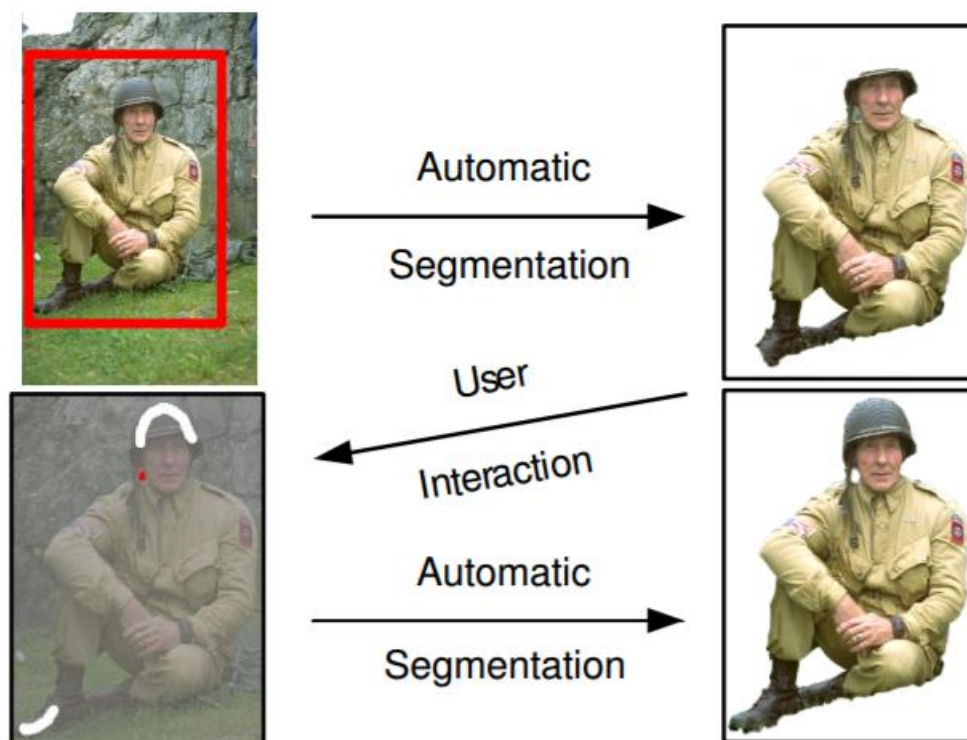 Automatic
Segmentation
User
Interaction
Automatic
Segmentation